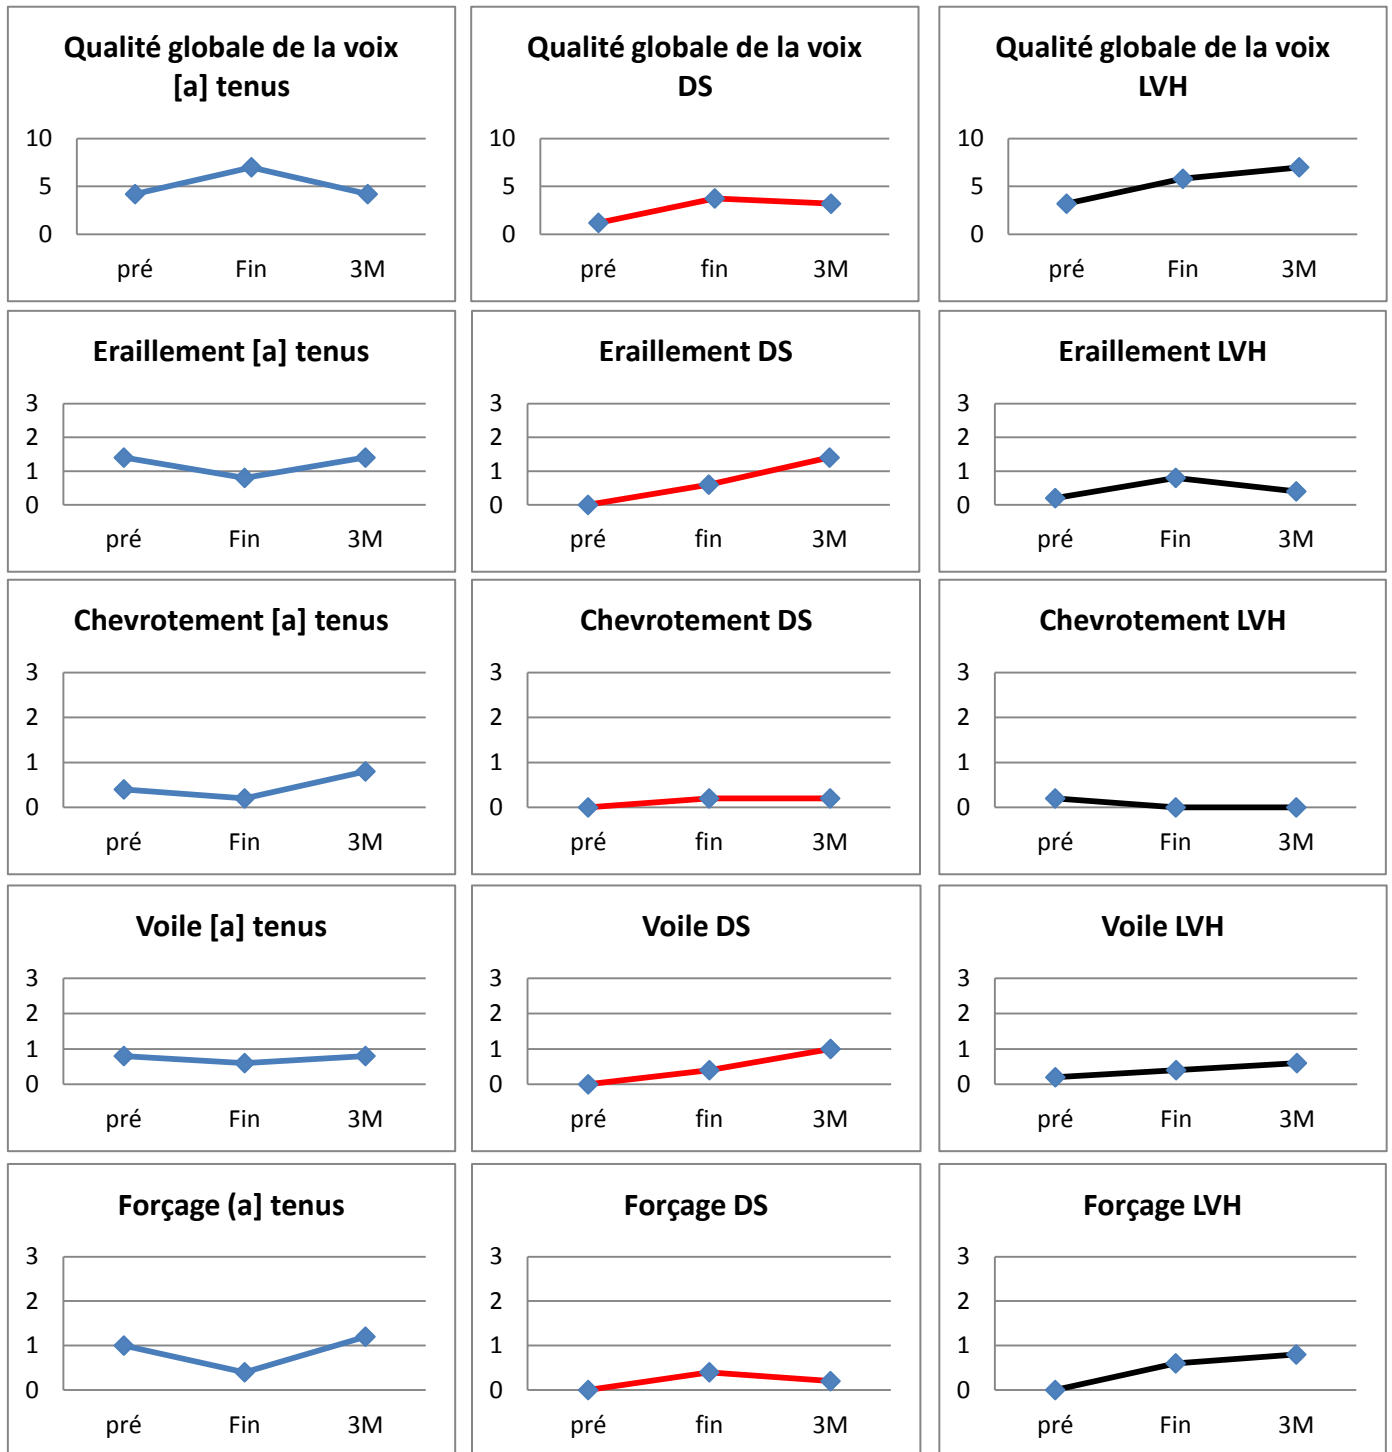 Qualité globale de la voix
[a] tenus
10
5
0
pré Fin 3M
Qualité globale de la voix
DS
10
5
0
pré fin 3M
Qualité globale de la voix
LVH
10
5
0
pré Fin 3M
Eraillement [a] tenus
3
2
1
0
pré Fin 3M
Eraillement DS
3
2
1
0
pré fin 3M
Eraillement LVH
3
2
1
0
pré Fin 3M
Chevrotement [a] tenus
3
2
1
0
pré Fin 3M
Chevrotement DS
3
2
1
0
pré fin 3M
Chevrotement LVH
3
2
1
0
pré Fin 3M
Voile [a] tenus
3
2
1
0
pré Fin 3M
Voile DS
3
2
1
0
pré fin 3M
Voile LVH
3
2
1
0
pré Fin 3M
Forçage (a] tenus
3
2
1
0
pré Fin 3M
Forçage DS
3
2
1
0
pré fin 3M
Forçage LVH
3
2
1
0
pré Fin 3M